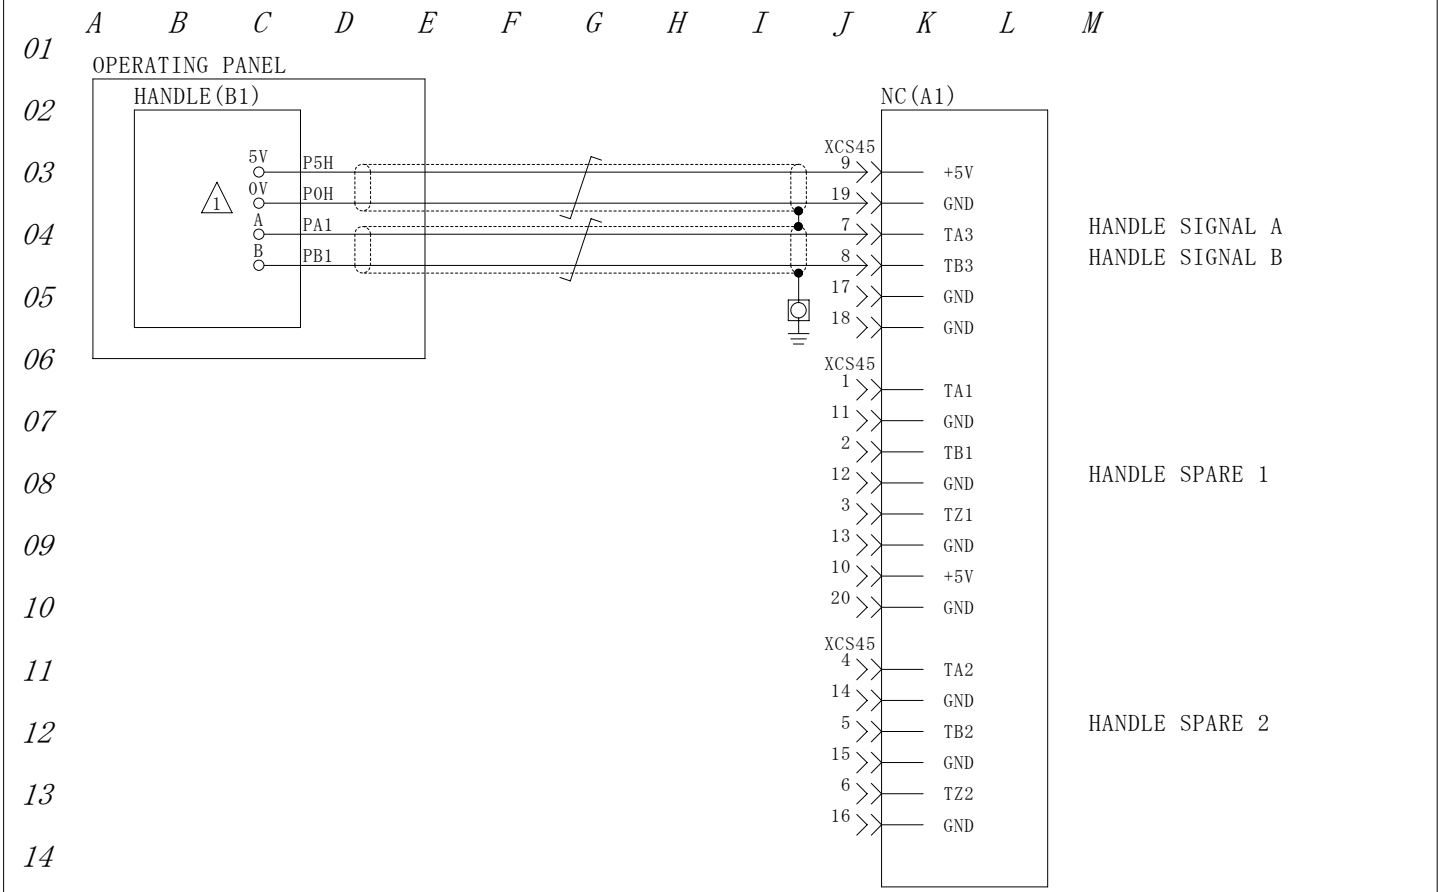 A B C D E F G H I J K L M
01
OPERATING PANEL
HANDLE(B1) NC(A1)
02
XCS45
5V P5H 9 +5V
03
0V P0H 19 GND
1
A PA1 7 TA3 HANDLE SIGNAL A
04
B PB1 8 TB3 HANDLE SIGNAL B
17 GND
05
18 GND
06
XCS45
1 TA1
11 GND
07
2 TB1
12 GND HANDLE SPARE 1
08
3 TZ1
13 GND
09
10 +5V
20 GND
10
XCS45
4 TA2
11
14 GND
5 TB2 HANDLE SPARE 2
12
15 GND
6 TZ2
13
16 GND
14